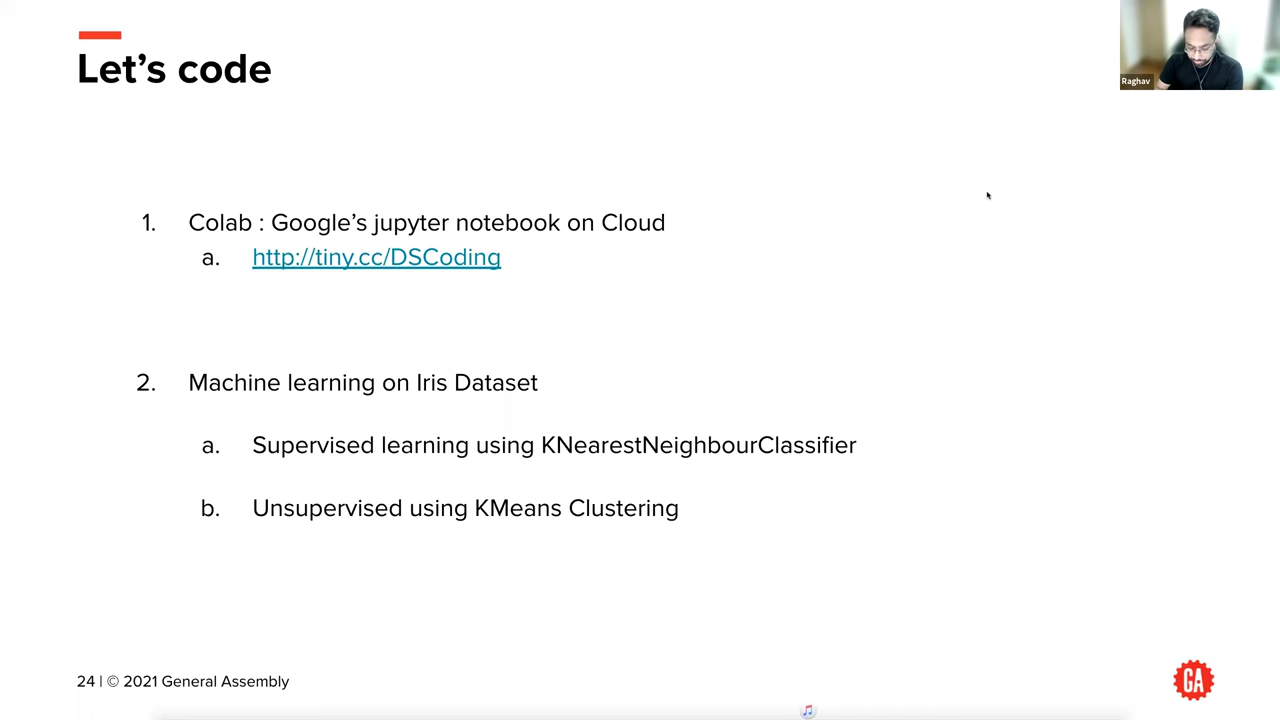 Let's code
Raghav
1. Colab : Google's jupyter notebook on Cloud
a. http://tiny.cc/DSCoding
2. Machine learning on Iris Dataset
a. Supervised learning using KNearestNeighbourClassifier
b. Unsupervised using KMeans Clustering
24 | © 2021 General Assembly
GA